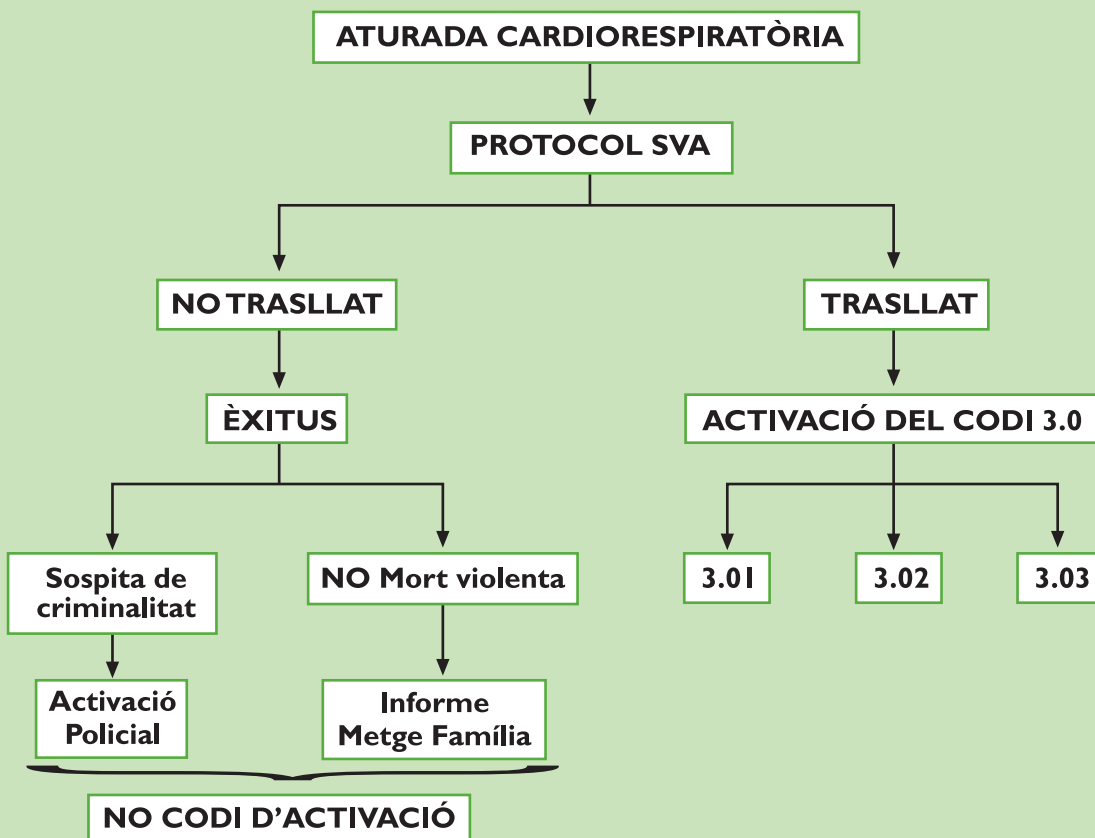 ATURADA CARDIORESPIRATÒRIA
PROTOCOL SVA
NO TRASLLAT
TRASLLAT
ÈXITUS
ACTIVACIÓ DEL CODI 3.0
Sospita de
criminalitat
NO Mort violenta
3.01
3.02
3.03
Activació
Policial
Informe
Metge Família
NO CODI D’ACTIVACIÓ